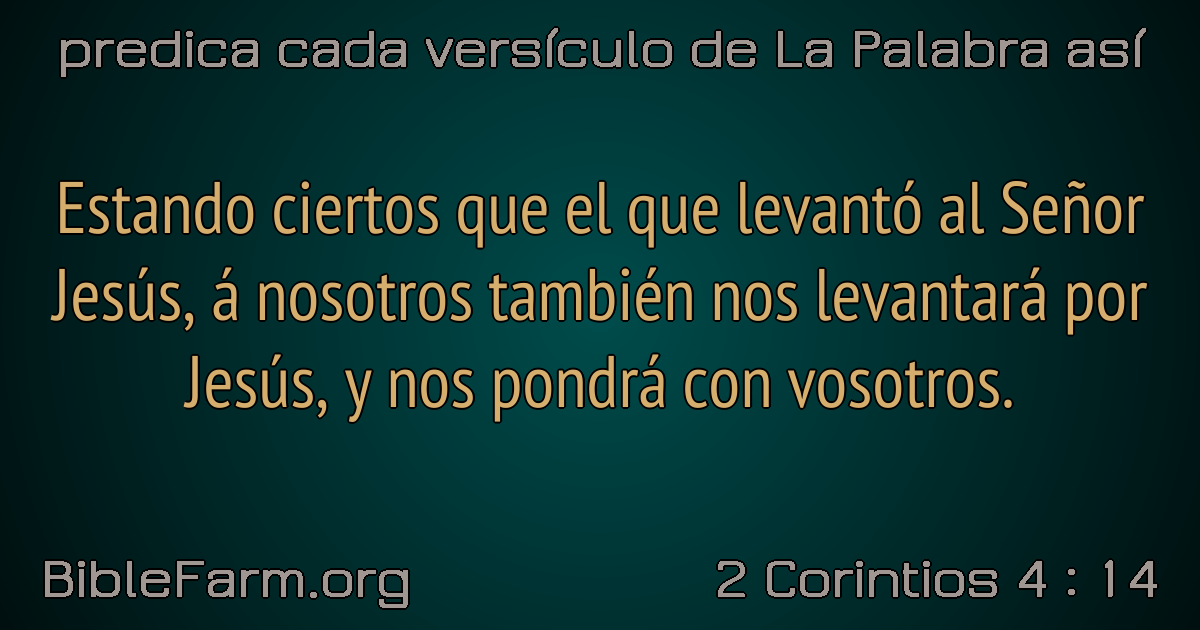 predica cada versículo de La Palabra así
Estando ciertos que el que levantó al Señor
Jesús, á nosotros también nos levantará por
Jesús, y nos pondrá con vosotros.
BibleFarm.org
2 Corintios 4 : 14